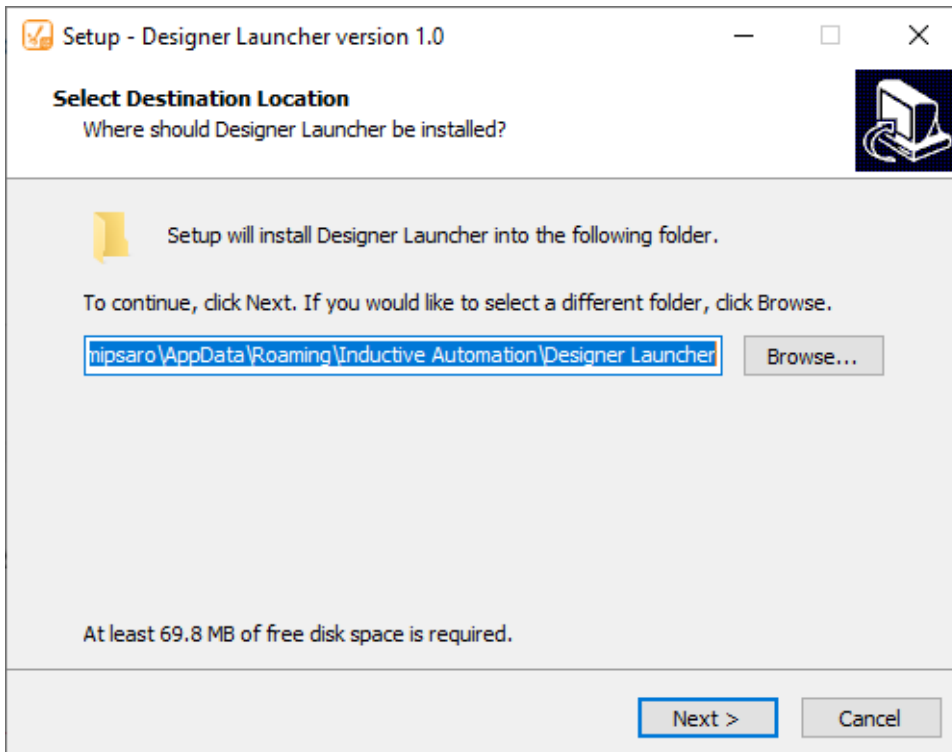 Setup - Designer Launcher version 1.0
Select Destination Location
Where should Designer Launcher be installed?
Setup will install Designer Launcher into the following folder.
To continue, click Next. If you would like to select a different folder, click Browse.
mipsaro\AppData\Roaming\Inductive Automation\Designer Launcher
Browse...
At least 69.8 MB of free disk space is required.
Next >
Cancel